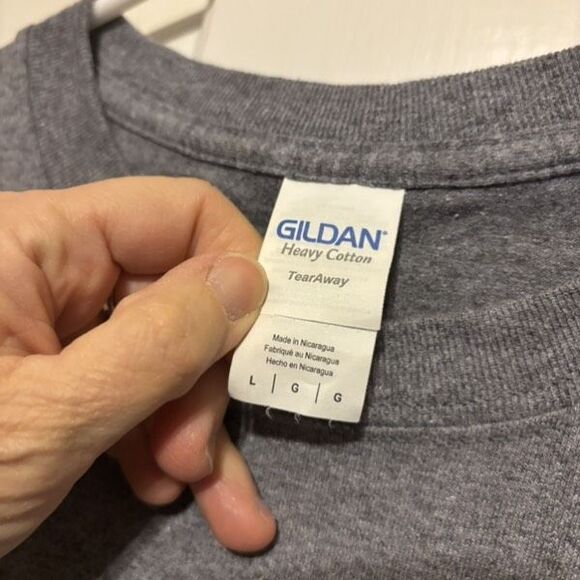 GILDAN®
Heavy Cotton
TearAway
Made in Nicaragua
Fabriqué au Nicaragua
Hecho en Nicaragua
L | G | G